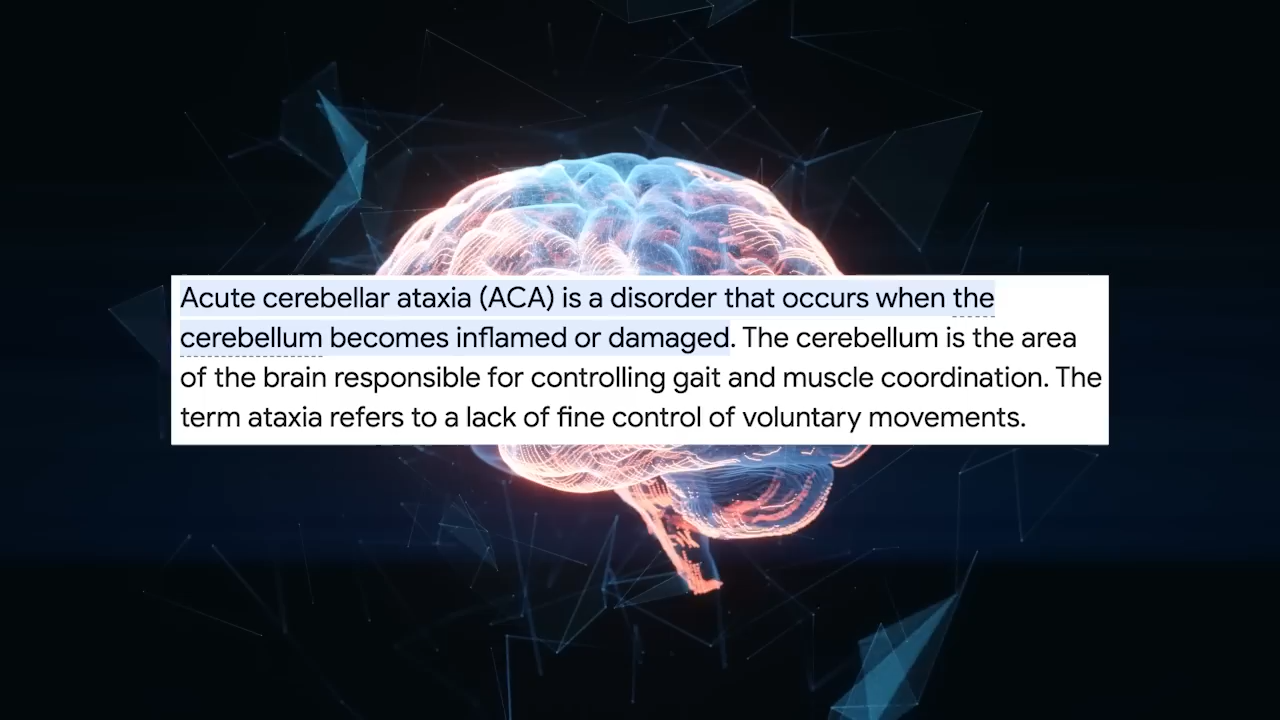 Acute cerebellar ataxia (ACA) is a disorder that occurs when the
cerebellum becomes inflamed or damaged. The cerebellum is the area
of the brain responsible for controlling gait and muscle coordination. The
term ataxia refers to a lack of fine control of voluntary movements.